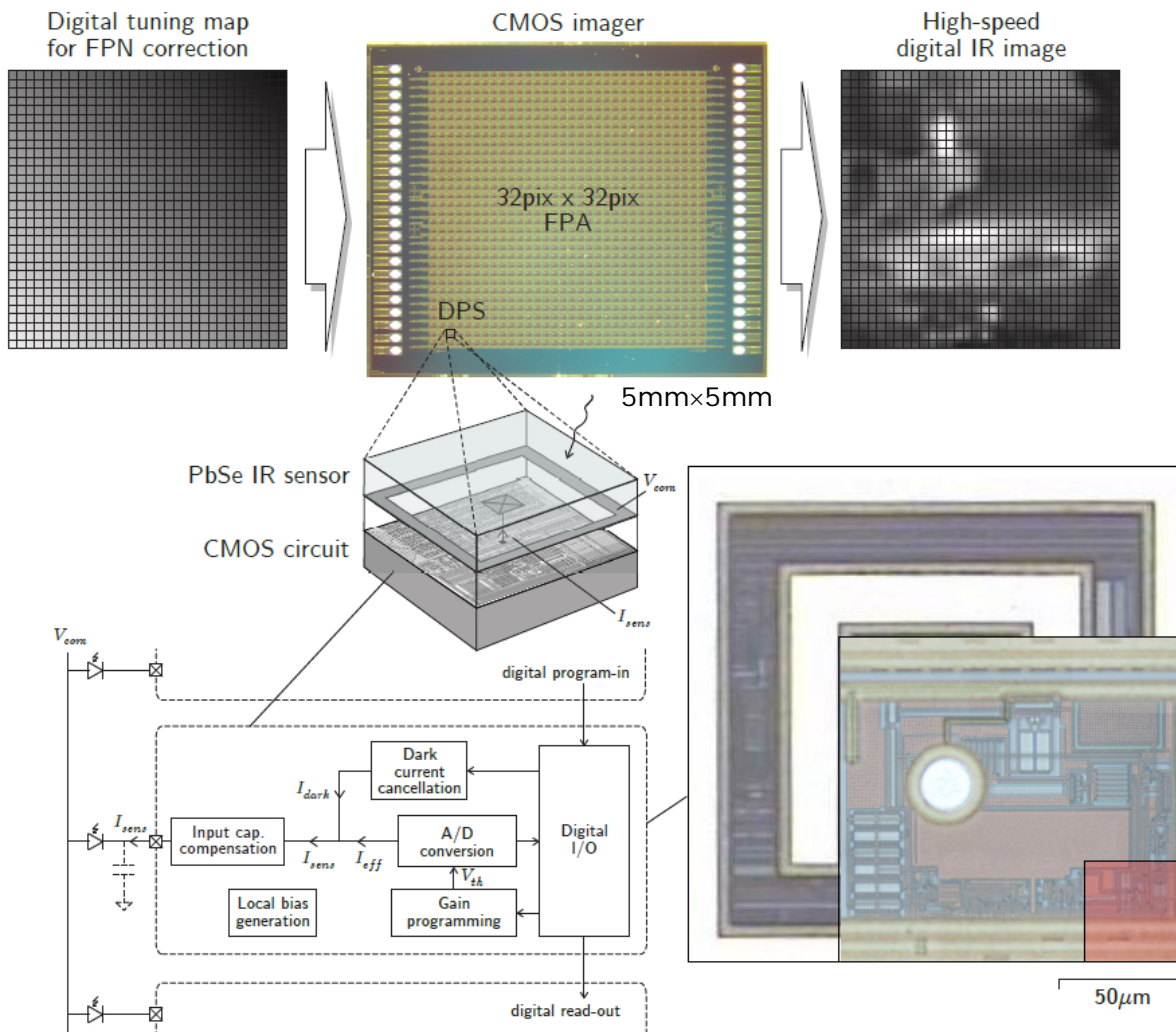 Digital tuning map
for FPN correction
CMOS imager
High-speed
digital IR image
32pix x 32pix
FPA
DPS
5mm×5mm
PbSe IR sensor
V_com
CMOS circuit
I_sens
V_com
digital program-in
Dark
current
cancellation
I_dark
I_sens
Input cap.
compensation
I_sens
I_eff
A/D
conversion
Digital
I/O
V_th
Local bias
generation
Gain
programming
digital read-out
50μm